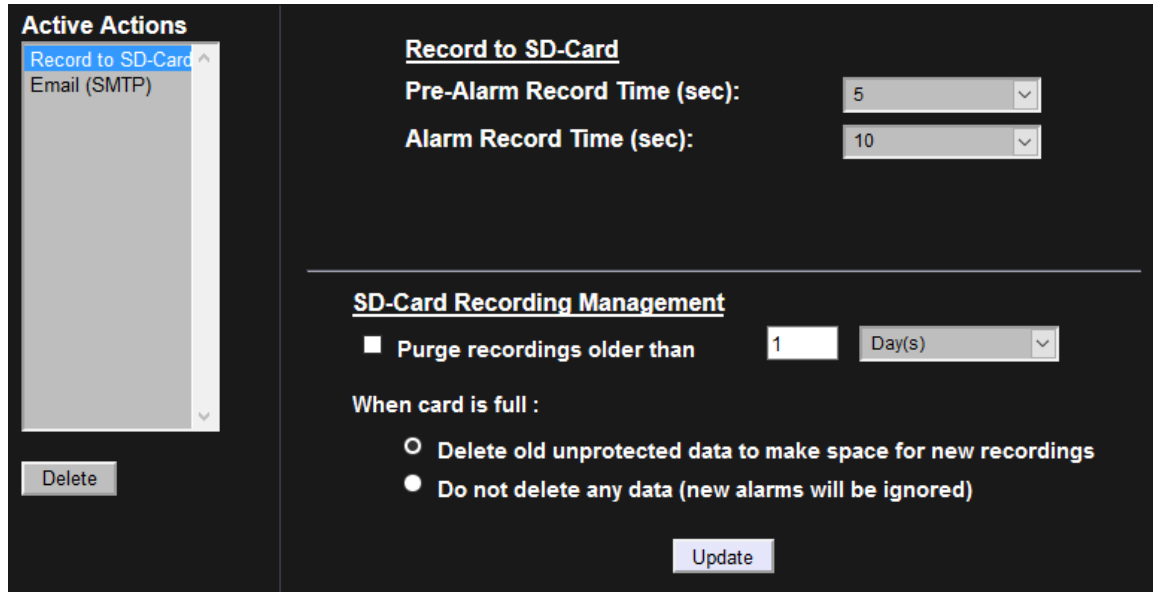 Active Actions
Record to SD-Card
Email (SMTP)
Delete
Record to SD-Card
Pre-Alarm Record Time (sec): 5
Alarm Record Time (sec): 10
SD-Card Recording Management
Purge recordings older than 1 Day(s)
When card is full :
Delete old unprotected data to make space for new recordings
Do not delete any data (new alarms will be ignored)
Update